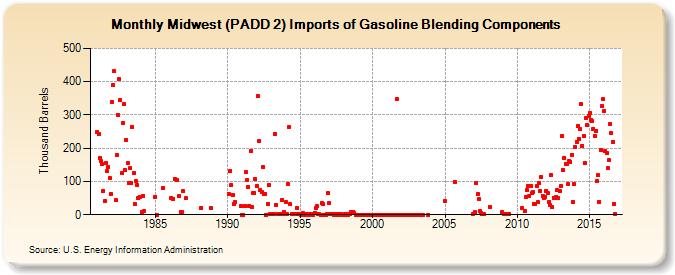 Monthly Midwest (PADD 2) Imports of Gasoline Blending Components
Thousand Barrels
500
400
300
200
100
0
1985 1990 1995 2000 2005 2010 2015
Source: U.S. Energy Information Administration